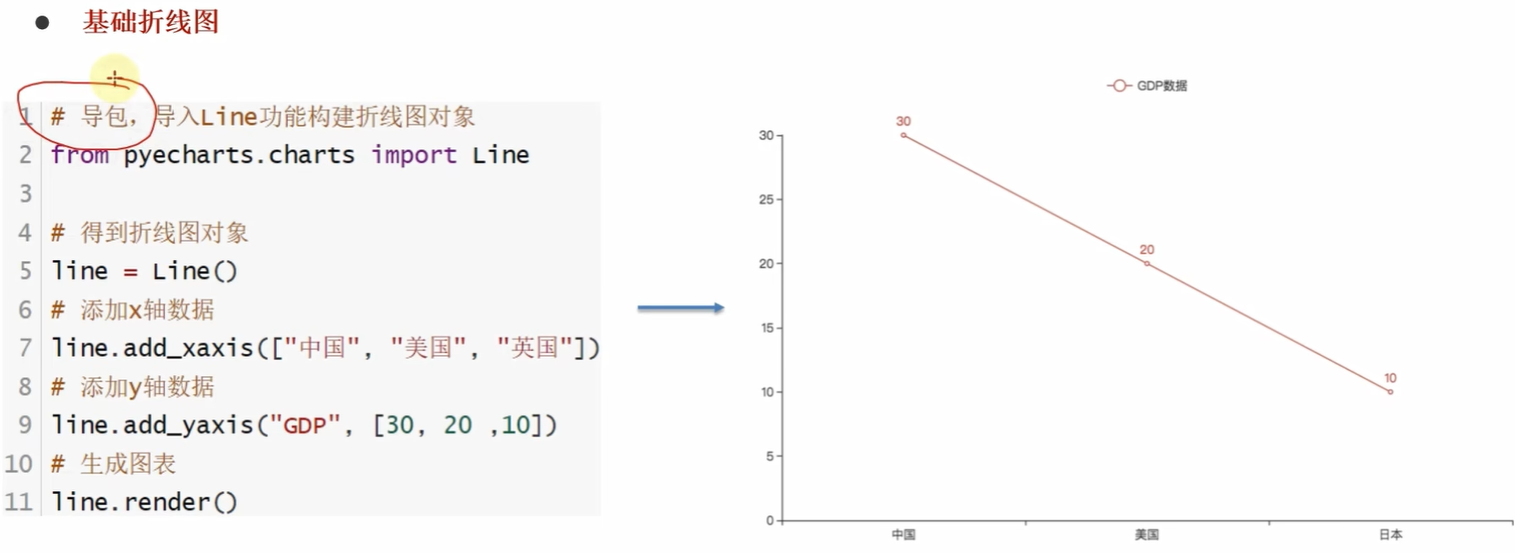 ● 基础折线图
1 # 导包，导入Line功能构建折线图对象
2 from pyecharts.charts import Line
3
4 # 得到折线图对象
5 line = Line()
6 # 添加x轴数据
7 line.add_xaxis(["中国", "美国", "英国"])
8 # 添加y轴数据
9 line.add_yaxis("GDP", [30, 20 ,10])
10 # 生成图表
11 line.render()
GDP数据
30
30
25
20
20
15
10
10
5
0
中国 美国 日本